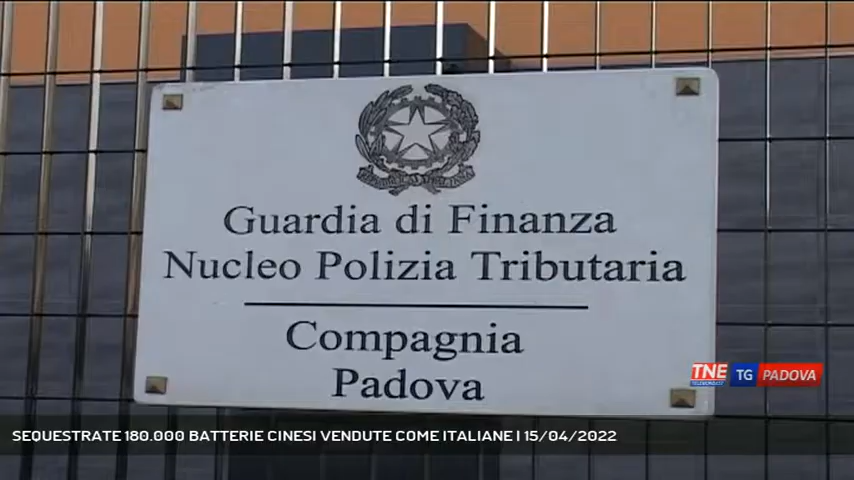 Guardia di Finanza
Nucleo Polizia Tributaria
Compagnia
Padova
TNE TG PADOVA
SEQUESTRATE 180.000 BATTERIE CINESI VENDUTE COME ITALIANE | 15/04/2022